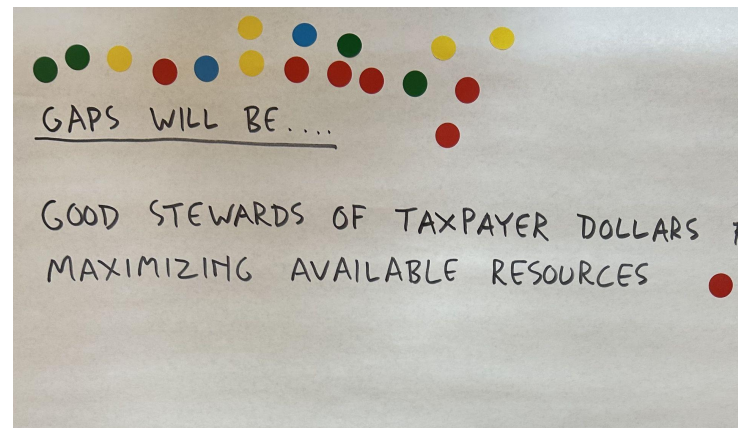 GAPS WILL BE....
GOOD STEWARDS OF TAXPAYER DOLLARS
MAXIMIZING AVAILABLE RESOURCES